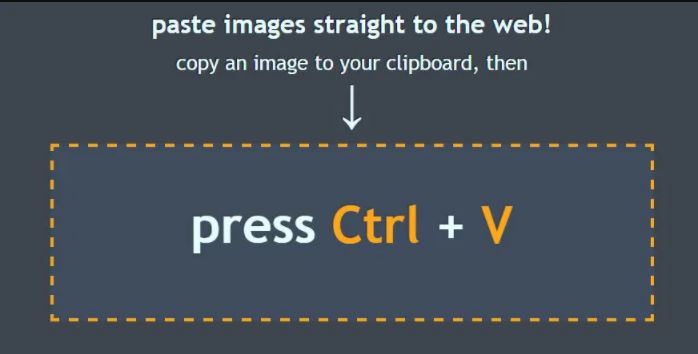 paste images straight to the web!
copy an image to your clipboard, then
press Ctrl + V